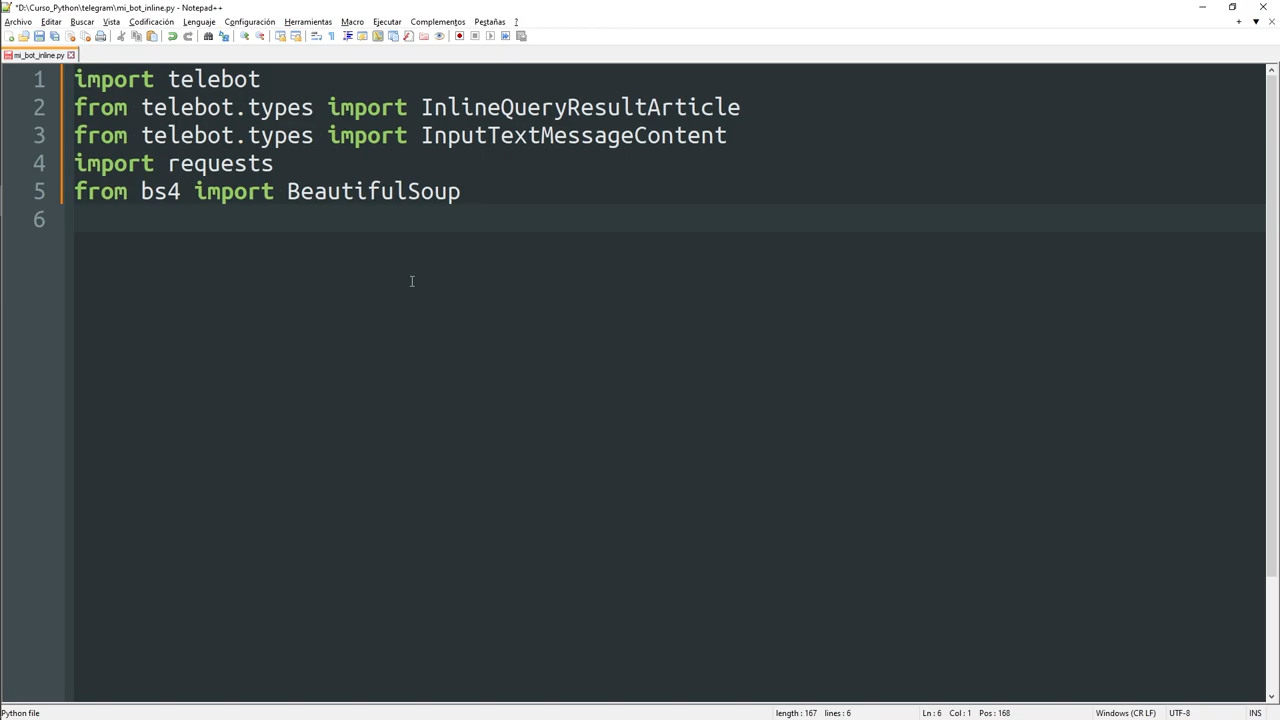 *D:\Curso_Python\telegram\mi_bot_inline.py - Notepad++
Archivo Editar Buscar Vista Codificación Lenguaje Configuración Herramientas Macro Ejecutar Complementos Pestañas ?
mi_bot_inline.py
1 import telebot
2 from telebot.types import InlineQueryResultArticle
3 from telebot.types import InputTextMessageContent
4 import requests
5 from bs4 import BeautifulSoup
6
Python file length : 167 lines : 6 Ln : 6 Col : 1 Pos : 168 Windows (CR LF) UTF-8 INS